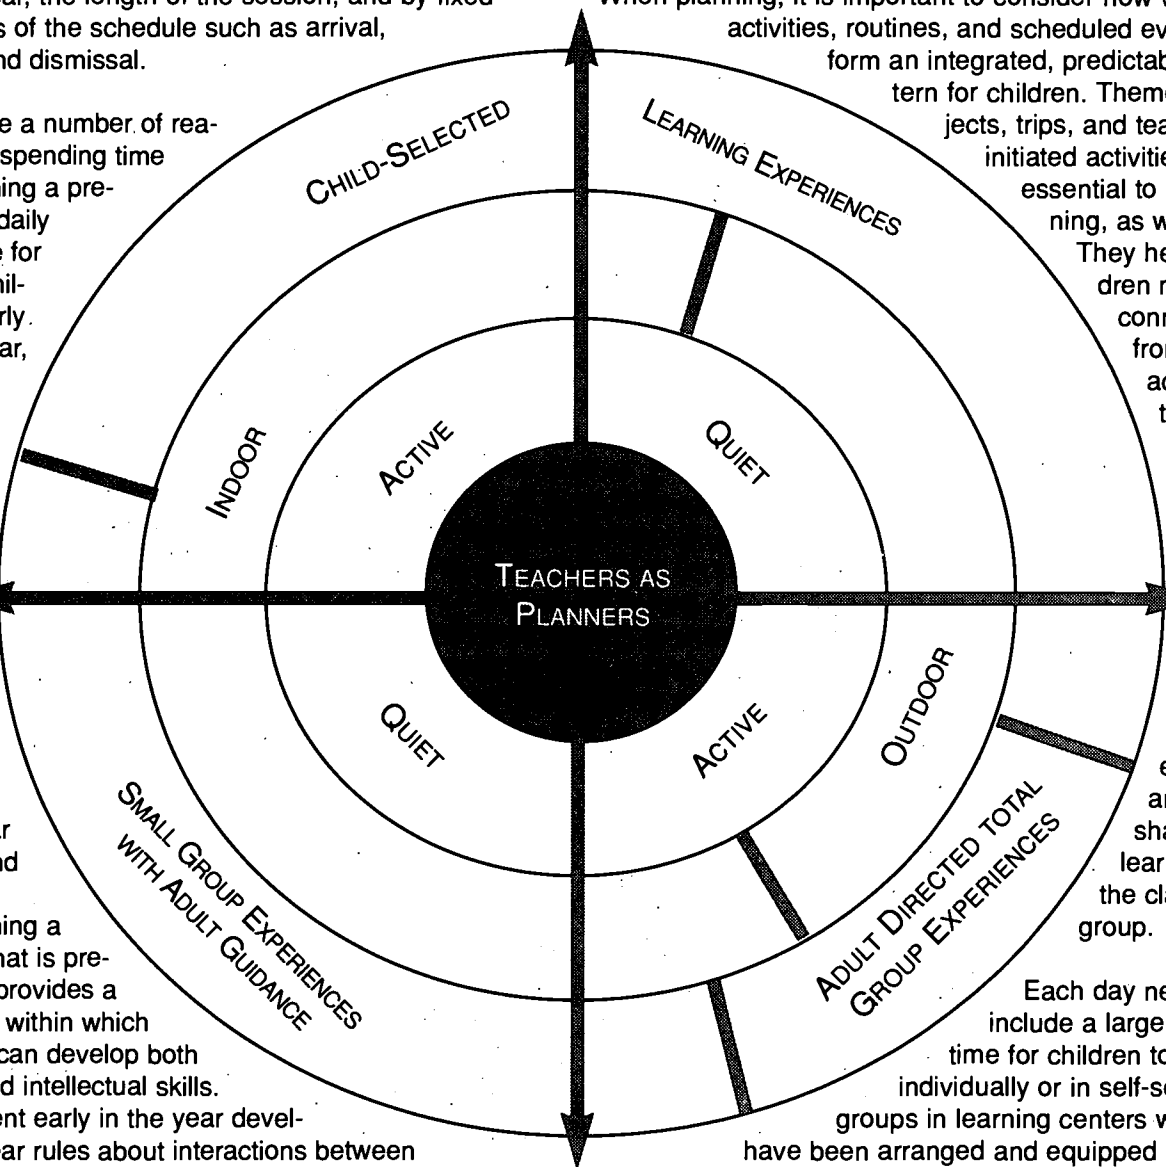 ar, the length of the session, and by fixed
s of the schedule such as arrival,
nd dismissal.
e a number of rea-
spending time
ing a pre-
daily
e for
il-
rly
ar,
r
nd
ning a
hat is pre-
provides a
within which
can develop both
d intellectual skills.
ent early in the year devel-
ear rules about interactions between
When planning, it is important to consider how
activities, routines, and scheduled ev
form an integrated, predictab
tern for children. Theme
jects, trips, and tea
initiated activitie
essential to
ning, as w
They he
dren r
conn
fro
ac
t
e
ar
sha
lear
the cla
group.
Each day ne
include a large
time for children to
individually or in self-se
groups in learning centers w
have been arranged and equipped
CHILD-SELECTED
LEARNING EXPERIENCES
INDOOR
ACTIVE
QUIET
TEACHERS AS
PLANNERS
QUIET
ACTIVE
OUTDOOR
SMALL GROUP EXPERIENCES
WITH ADULT GUIDANCE
ADULT DIRECTED TOTAL
GROUP EXPERIENCES